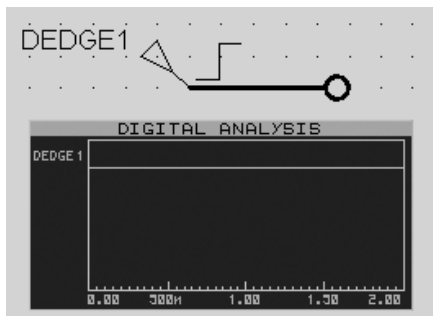 DEDGE1
DIGITAL ANALYSIS
DEDGE1
0.00 500m 1.00 1.50 2.00